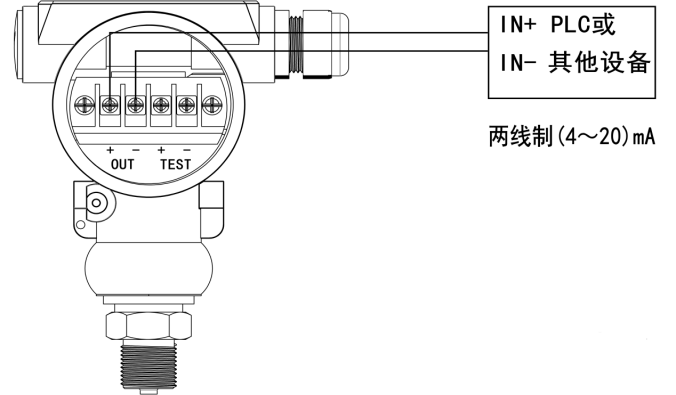 IN+ PLC或
IN- 其他设备
两线制(4～20)mA
+ - + -
OUT TEST